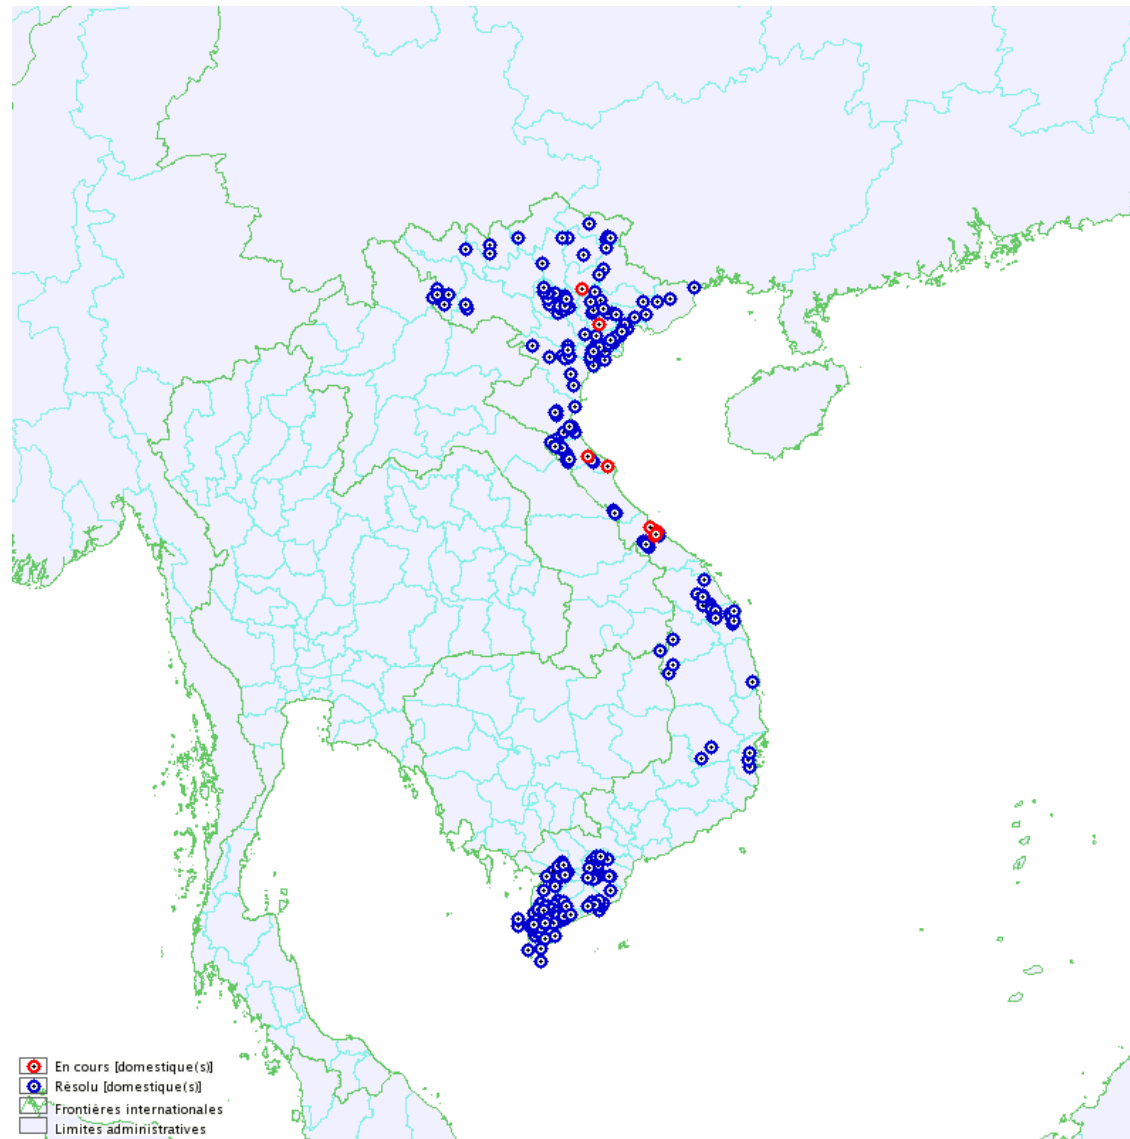 En cours [domestique(s)]
Résolu [domestique(s)]
Frontières internationales
Limites administratives